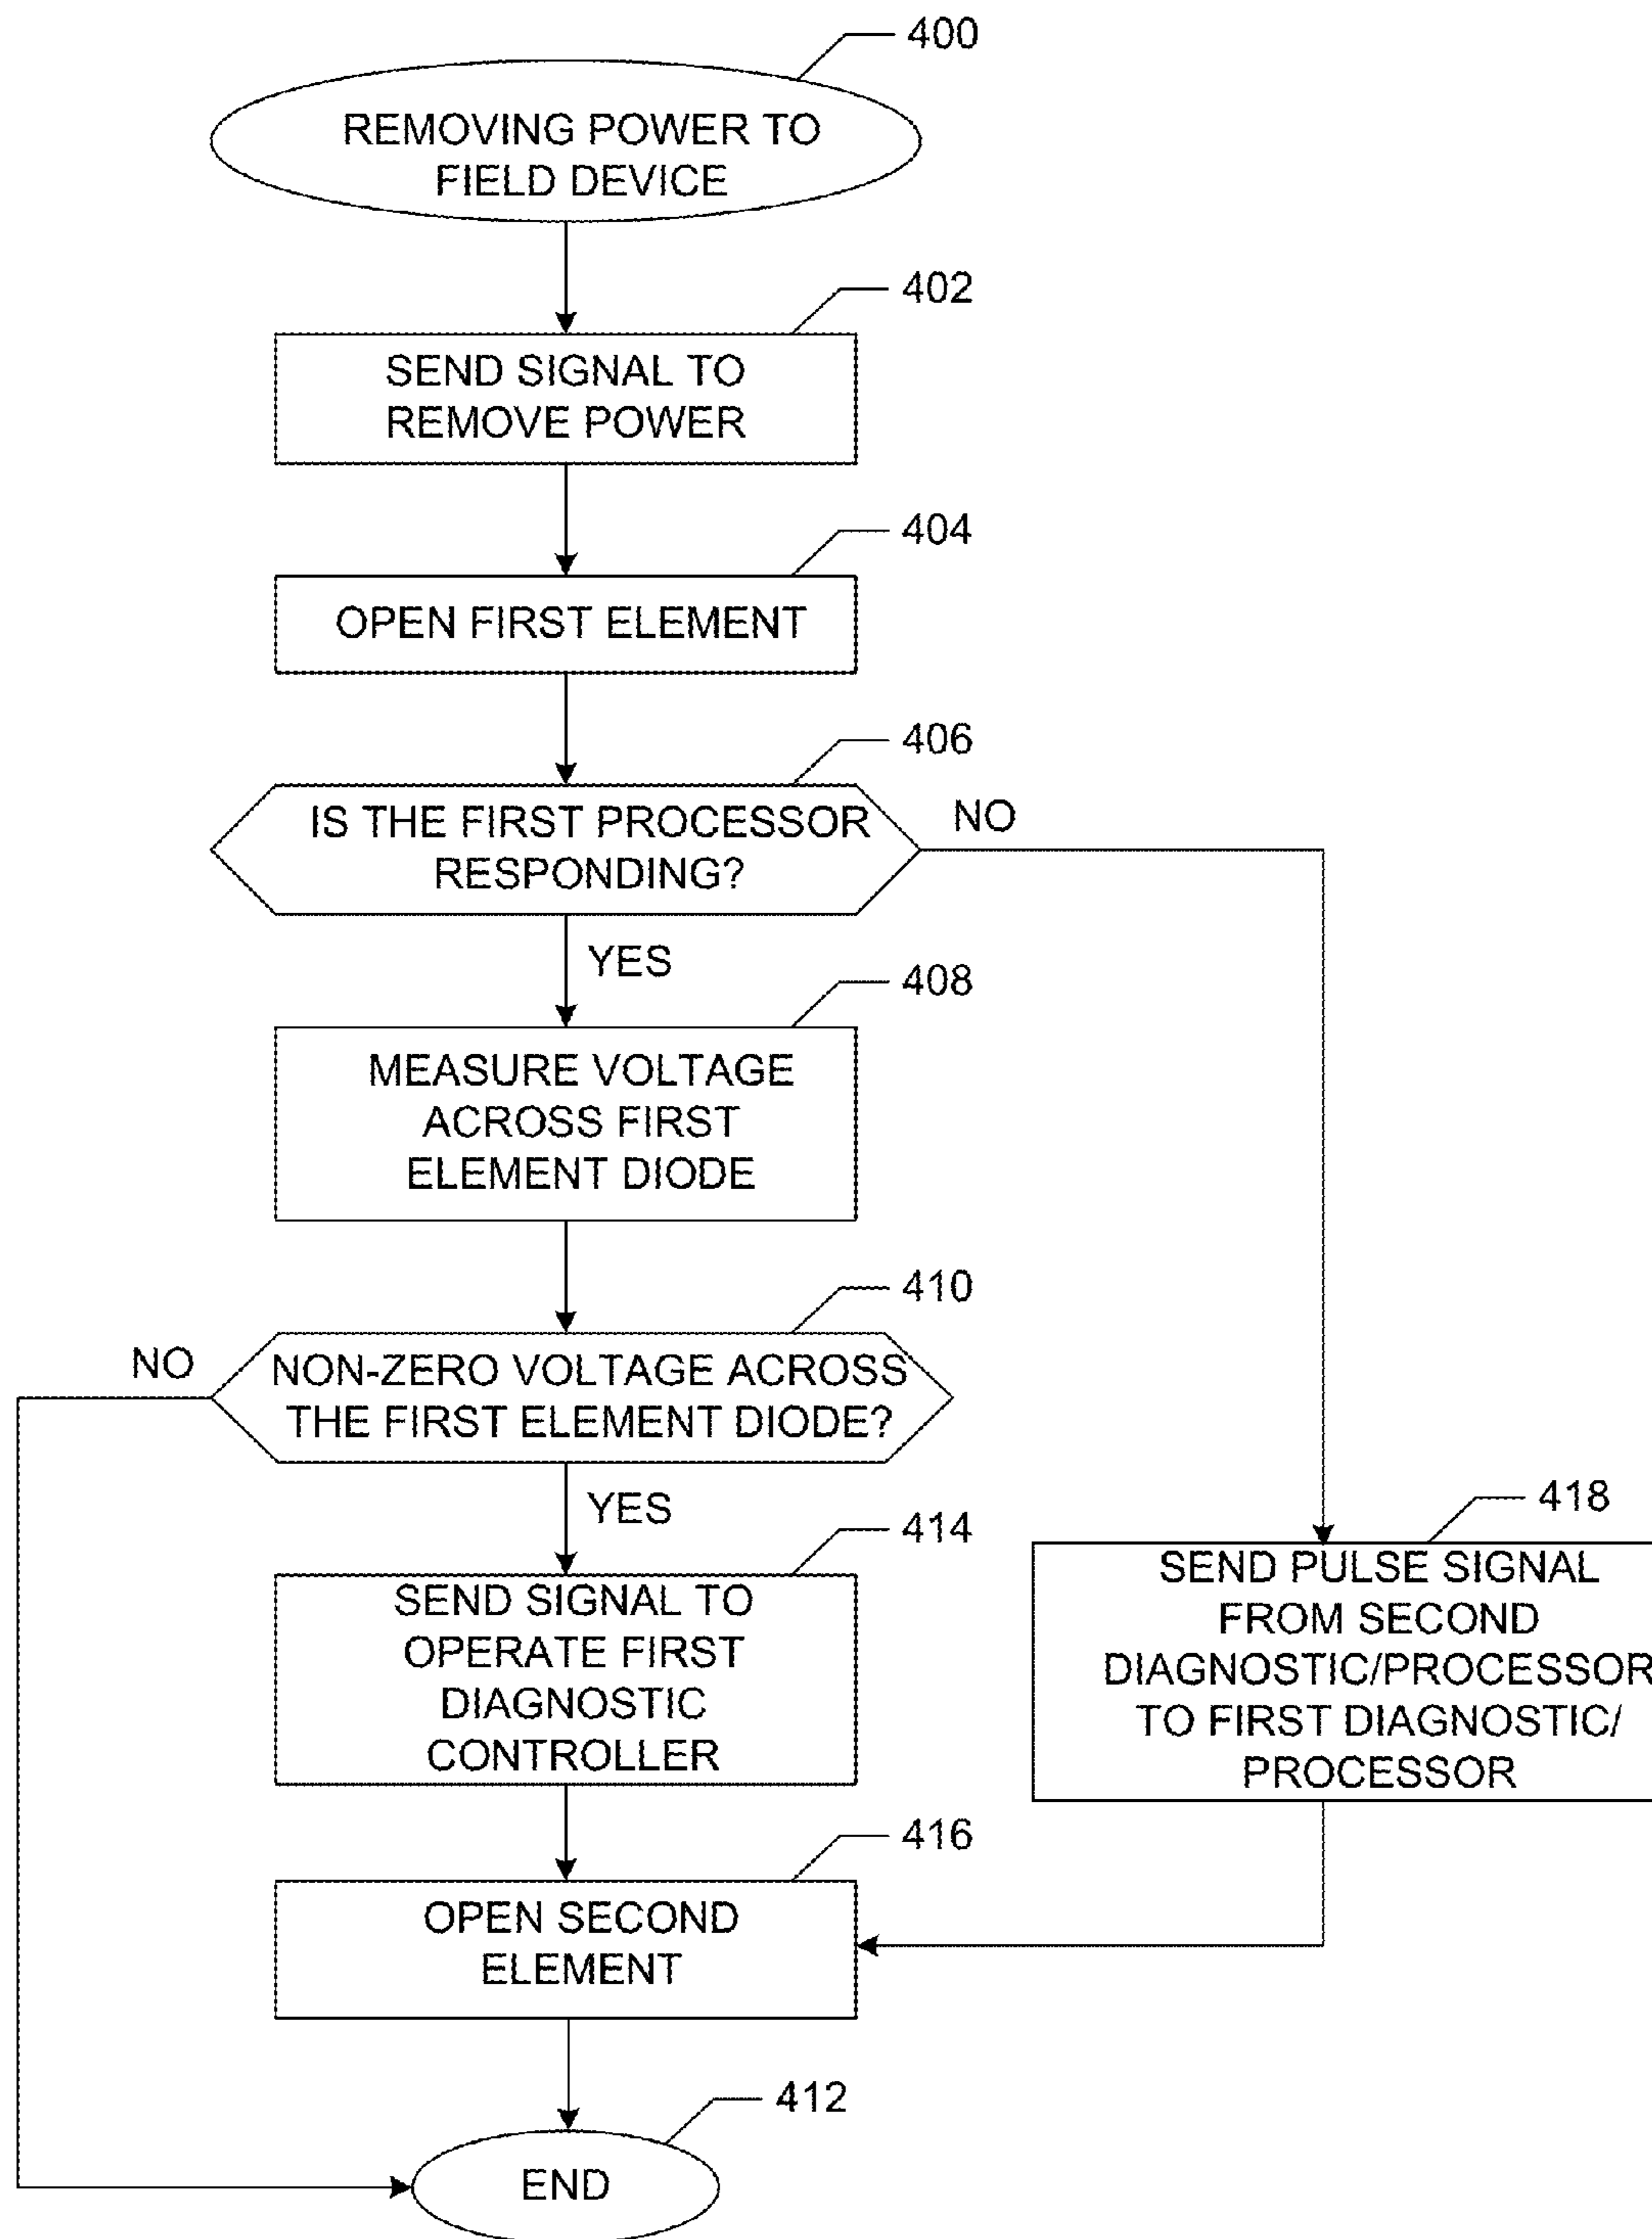 400
REMOVING POWER TO
FIELD DEVICE
402
SEND SIGNAL TO
REMOVE POWER
404
OPEN FIRST ELEMENT
406
IS THE FIRST PROCESSOR
RESPONDING?
NO
YES
408
MEASURE VOLTAGE
ACROSS FIRST
ELEMENT DIODE
410
NO
NON-ZERO VOLTAGE ACROSS
THE FIRST ELEMENT DIODE?
YES
414
SEND SIGNAL TO
OPERATE FIRST
DIAGNOSTIC
CONTROLLER
418
SEND PULSE SIGNAL
FROM SECOND
DIAGNOSTIC/PROCESSOR
TO FIRST DIAGNOSTIC/
PROCESSOR
416
OPEN SECOND
ELEMENT
412
END